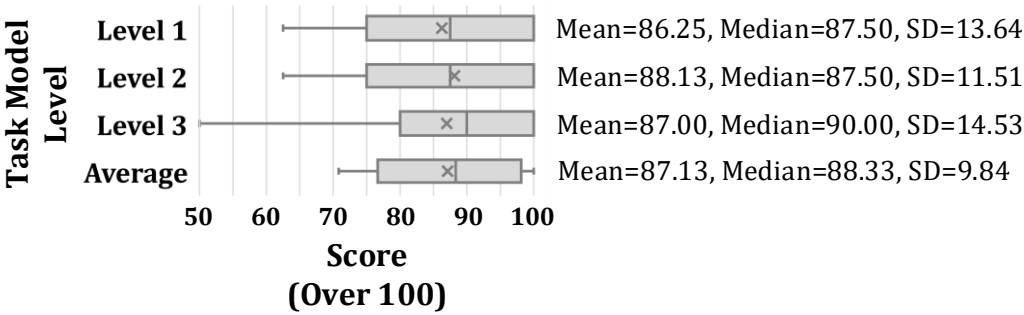 Task Model
Level
Level 1
Mean=86.25, Median=87.50, SD=13.64
Level 2
Mean=88.13, Median=87.50, SD=11.51
Level 3
Mean=87.00, Median=90.00, SD=14.53
Average
Mean=87.13, Median=88.33, SD=9.84
50 60 70 80 90 100
Score
(Over 100)